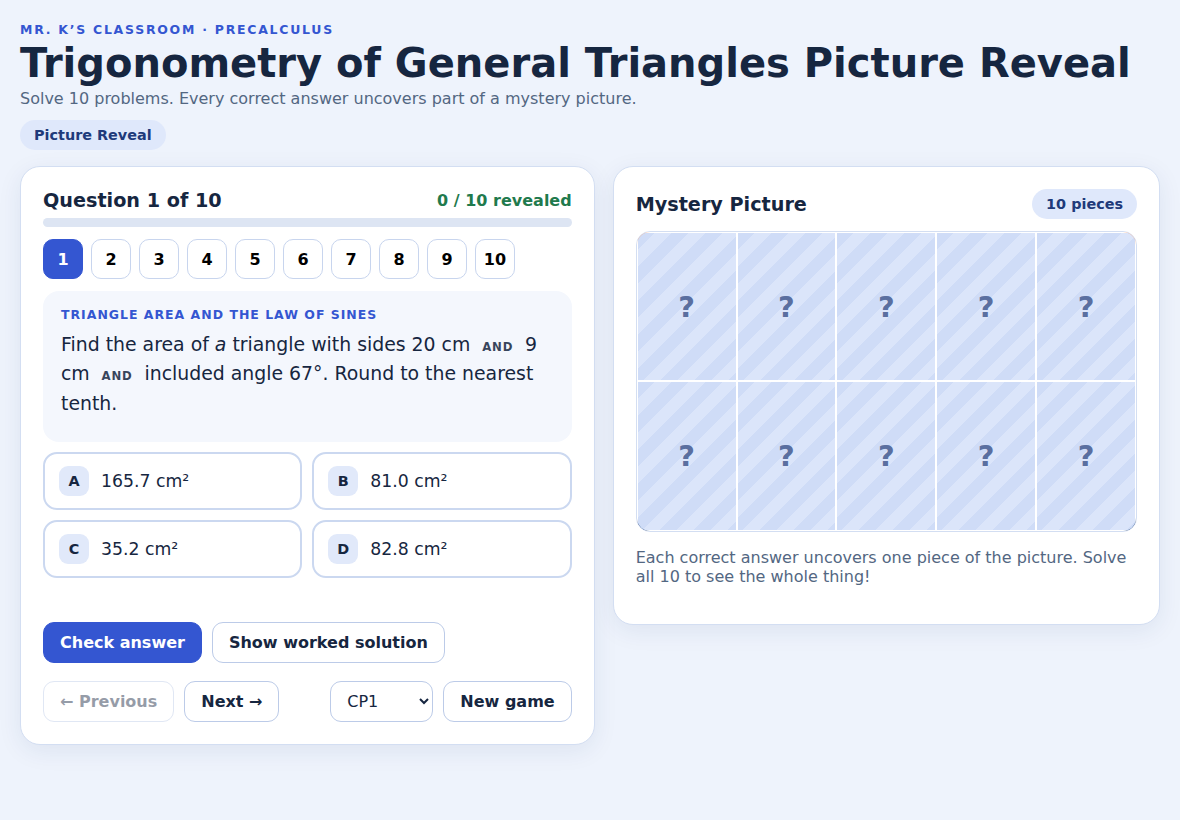 MR. K’S CLASSROOM · PRECALCULUS
Trigonometry of General Triangles Picture Reveal
Solve 10 problems. Every correct answer uncovers part of a mystery picture.
Picture Reveal
Question 1 of 10
0 / 10 revealed
1 2 3 4 5 6 7 8 9 10
TRIANGLE AREA AND THE LAW OF SINES
Find the area of a triangle with sides 20 cm AND 9
cm AND included angle 67°. Round to the nearest
tenth.
A 165.7 cm²
B 81.0 cm²
C 35.2 cm²
D 82.8 cm²
Check answer
Show worked solution
← Previous
Next →
CP1
New game
Mystery Picture
10 pieces
? ? ? ? ?
? ? ? ? ?
Each correct answer uncovers one piece of the picture. Solve
all 10 to see the whole thing!